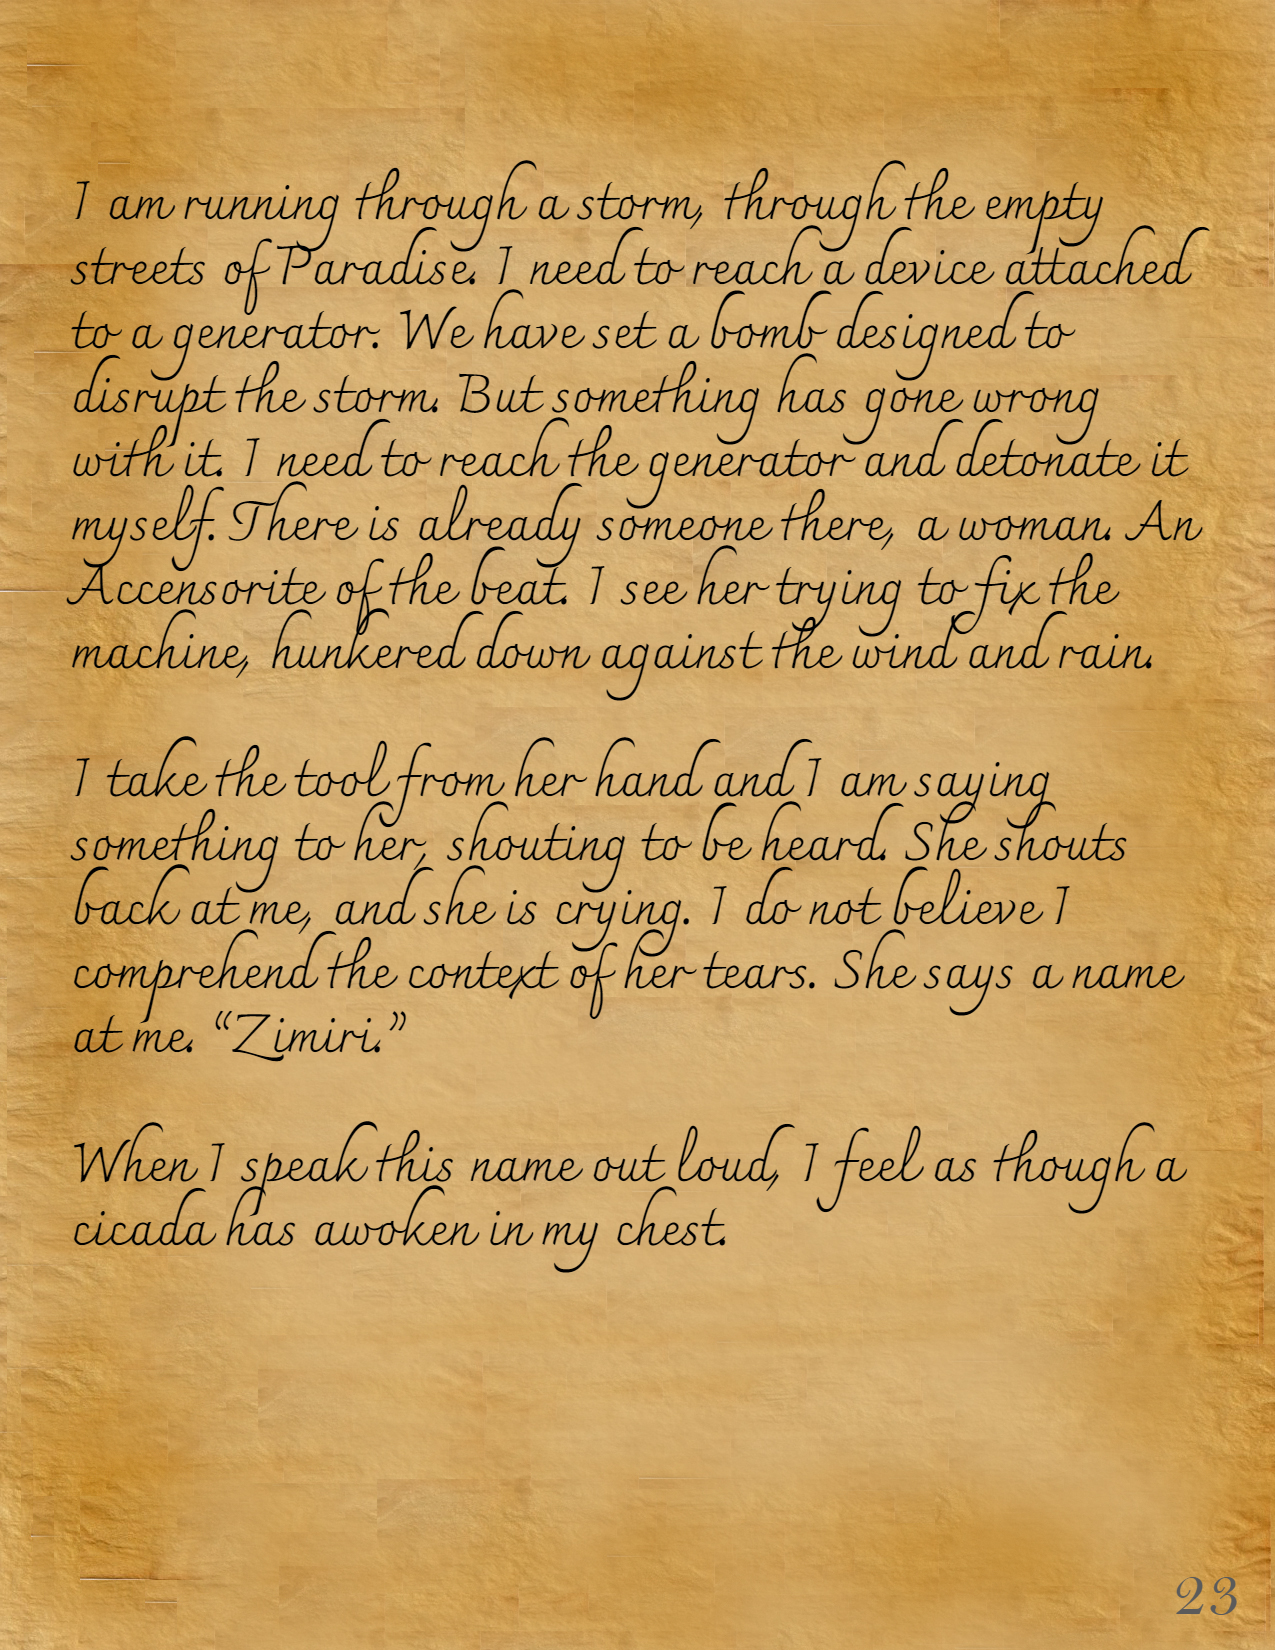 I am running through a storm, through the empty
streets of Paradise. I need to reach a device attached
to a generator. We have set a bomb designed to
disrupt the storm. But something has gone wrong
with it. I need to reach the generator and detonate it
myself. There is already someone there, a woman. An
Accensorite of the beat. I see her trying to fix the
machine, hunkered down against the wind and rain.
I take the tool from her hand and I am saying
something to her, shouting to be heard. She shouts
back at me, and she is crying. I do not believe I
comprehend the context of her tears. She says a name
at me. “Zimiri.”
When I speak this name out loud, I feel as though a
cicada has awoken in my chest.
23